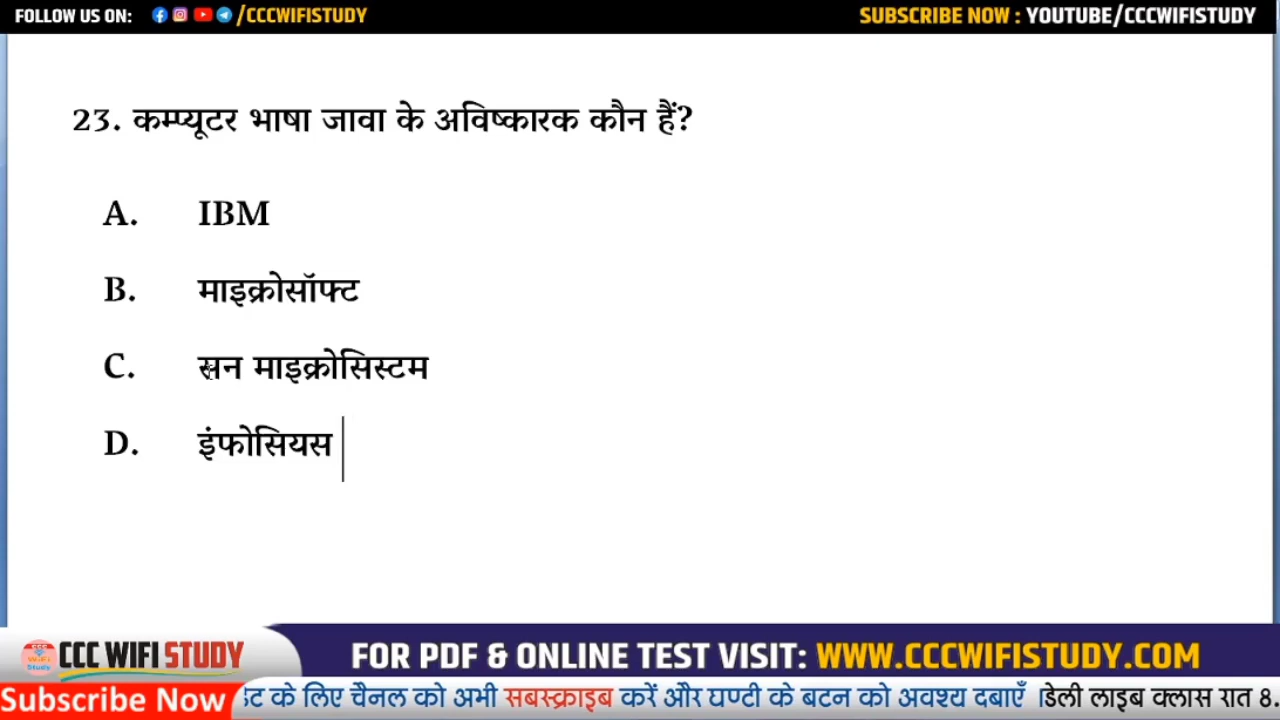 FOLLOW US ON: /CCCWIFISTUDY
SUBSCRIBE NOW : YOUTUBE/CCCWIFISTUDY
23. कम्प्यूटर भाषा जावा के अविष्कारक कौन हैं?
A. IBM
B. माइक्रोसॉफ्ट
C. सन माइक्रोसिस्टम
D. इंफोसियस
CCC WIFI STUDY
FOR PDF & ONLINE TEST VISIT: WWW.CCCWIFISTUDY.COM
Subscribe Now
के लिए चैनल को अभी सबस्क्राइब करें और घण्टी के बटन को अवश्य दबाएँ । डेली लाइव क्लास रात 8.